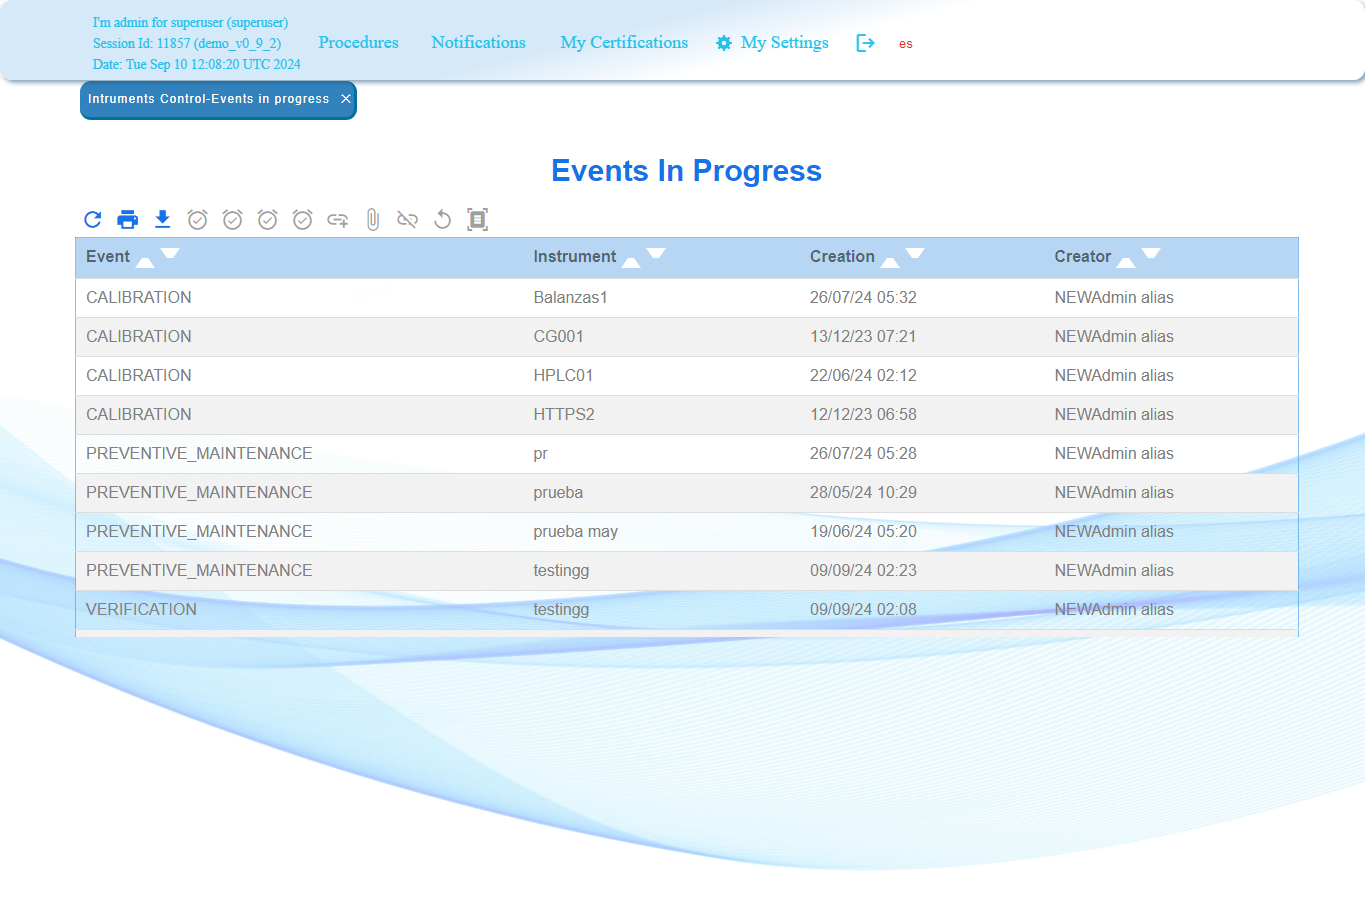 I'm admin for superuser (superuser)
Session Id: 11857 (demo_v0_9_2)
Date: Tue Sep 10 12:08:20 UTC 2024
Procedures
Notifications
My Certifications
My Settings
es
Intruments Control-Events in progress
Events In Progress
Event Instrument Creation Creator
CALIBRATION Balanzas1 26/07/24 05:32 NEWAdmin alias
CALIBRATION CG001 13/12/23 07:21 NEWAdmin alias
CALIBRATION HPLC01 22/06/24 02:12 NEWAdmin alias
CALIBRATION HTTPS2 12/12/23 06:58 NEWAdmin alias
PREVENTIVE_MAINTENANCE pr 26/07/24 05:28 NEWAdmin alias
PREVENTIVE_MAINTENANCE prueba 28/05/24 10:29 NEWAdmin alias
PREVENTIVE_MAINTENANCE prueba may 19/06/24 05:20 NEWAdmin alias
PREVENTIVE_MAINTENANCE testingg 09/09/24 02:23 NEWAdmin alias
VERIFICATION testingg 09/09/24 02:08 NEWAdmin alias